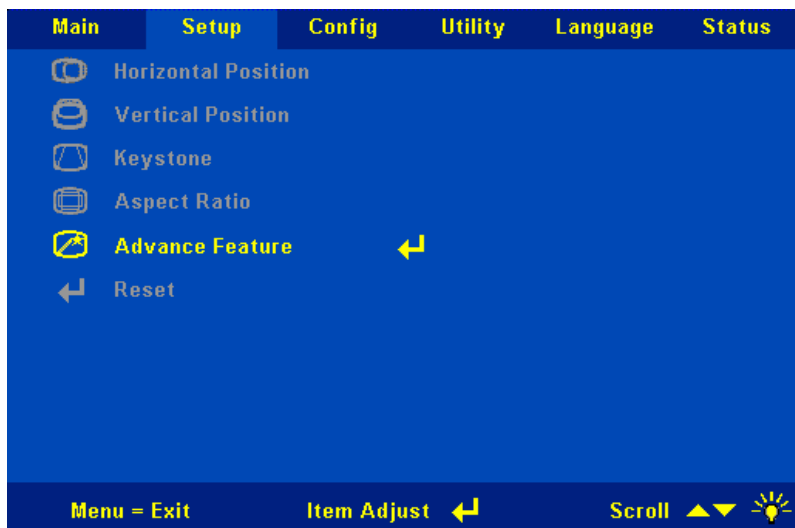 Main Setup Config Utility Language Status
Horizontal Position
Vertical Position
Keystone
Aspect Ratio
Advance Feature
Reset
Menu = Exit Item Adjust Scroll